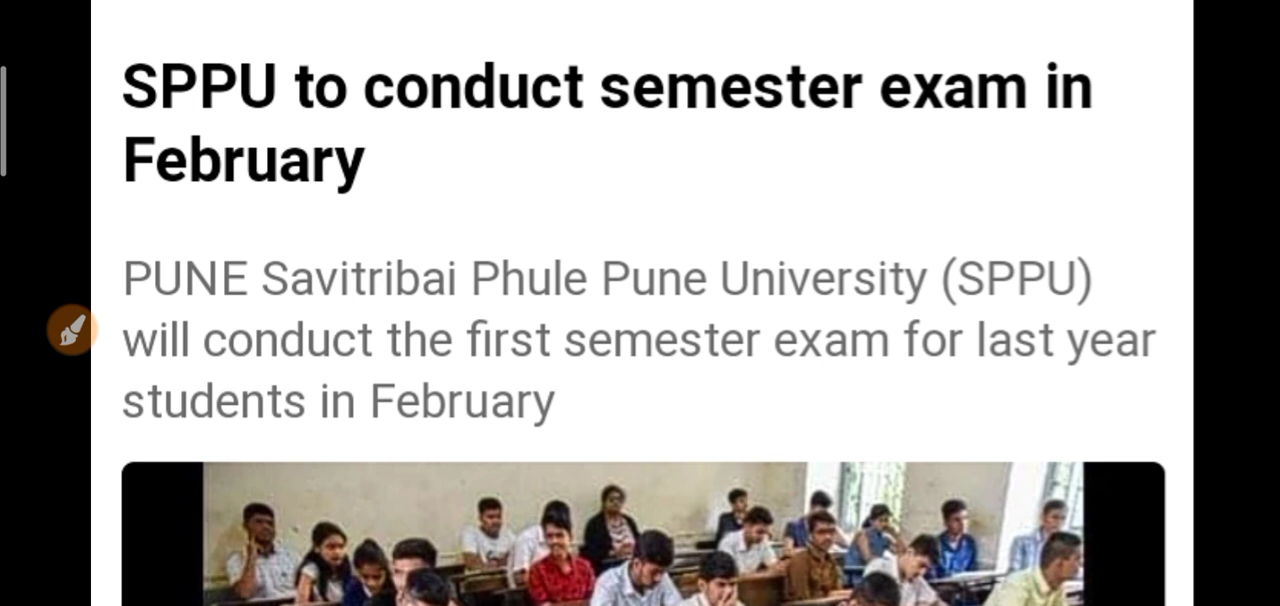 SPPU to conduct semester exam in
February
PUNE Savitribai Phule Pune University (SPPU)
will conduct the first semester exam for last year
students in February